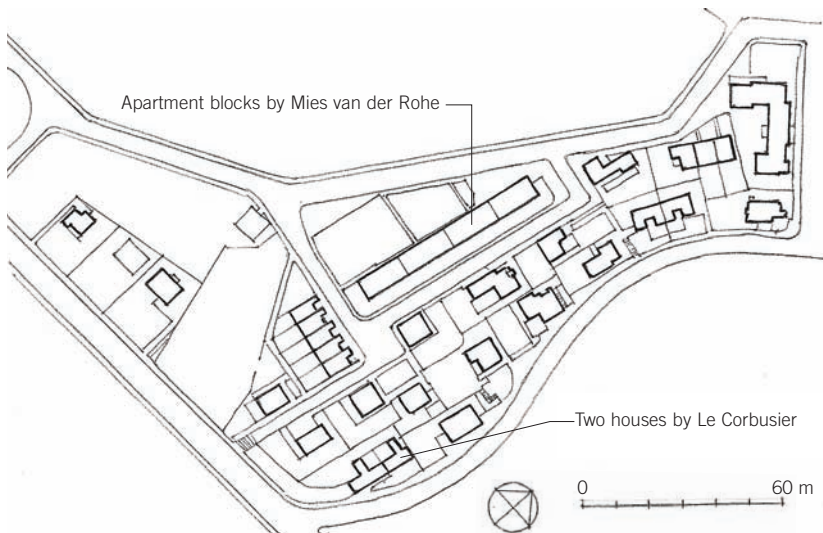 Apartment blocks by Mies van der Rohe
Two houses by Le Corbusier
0 60 m